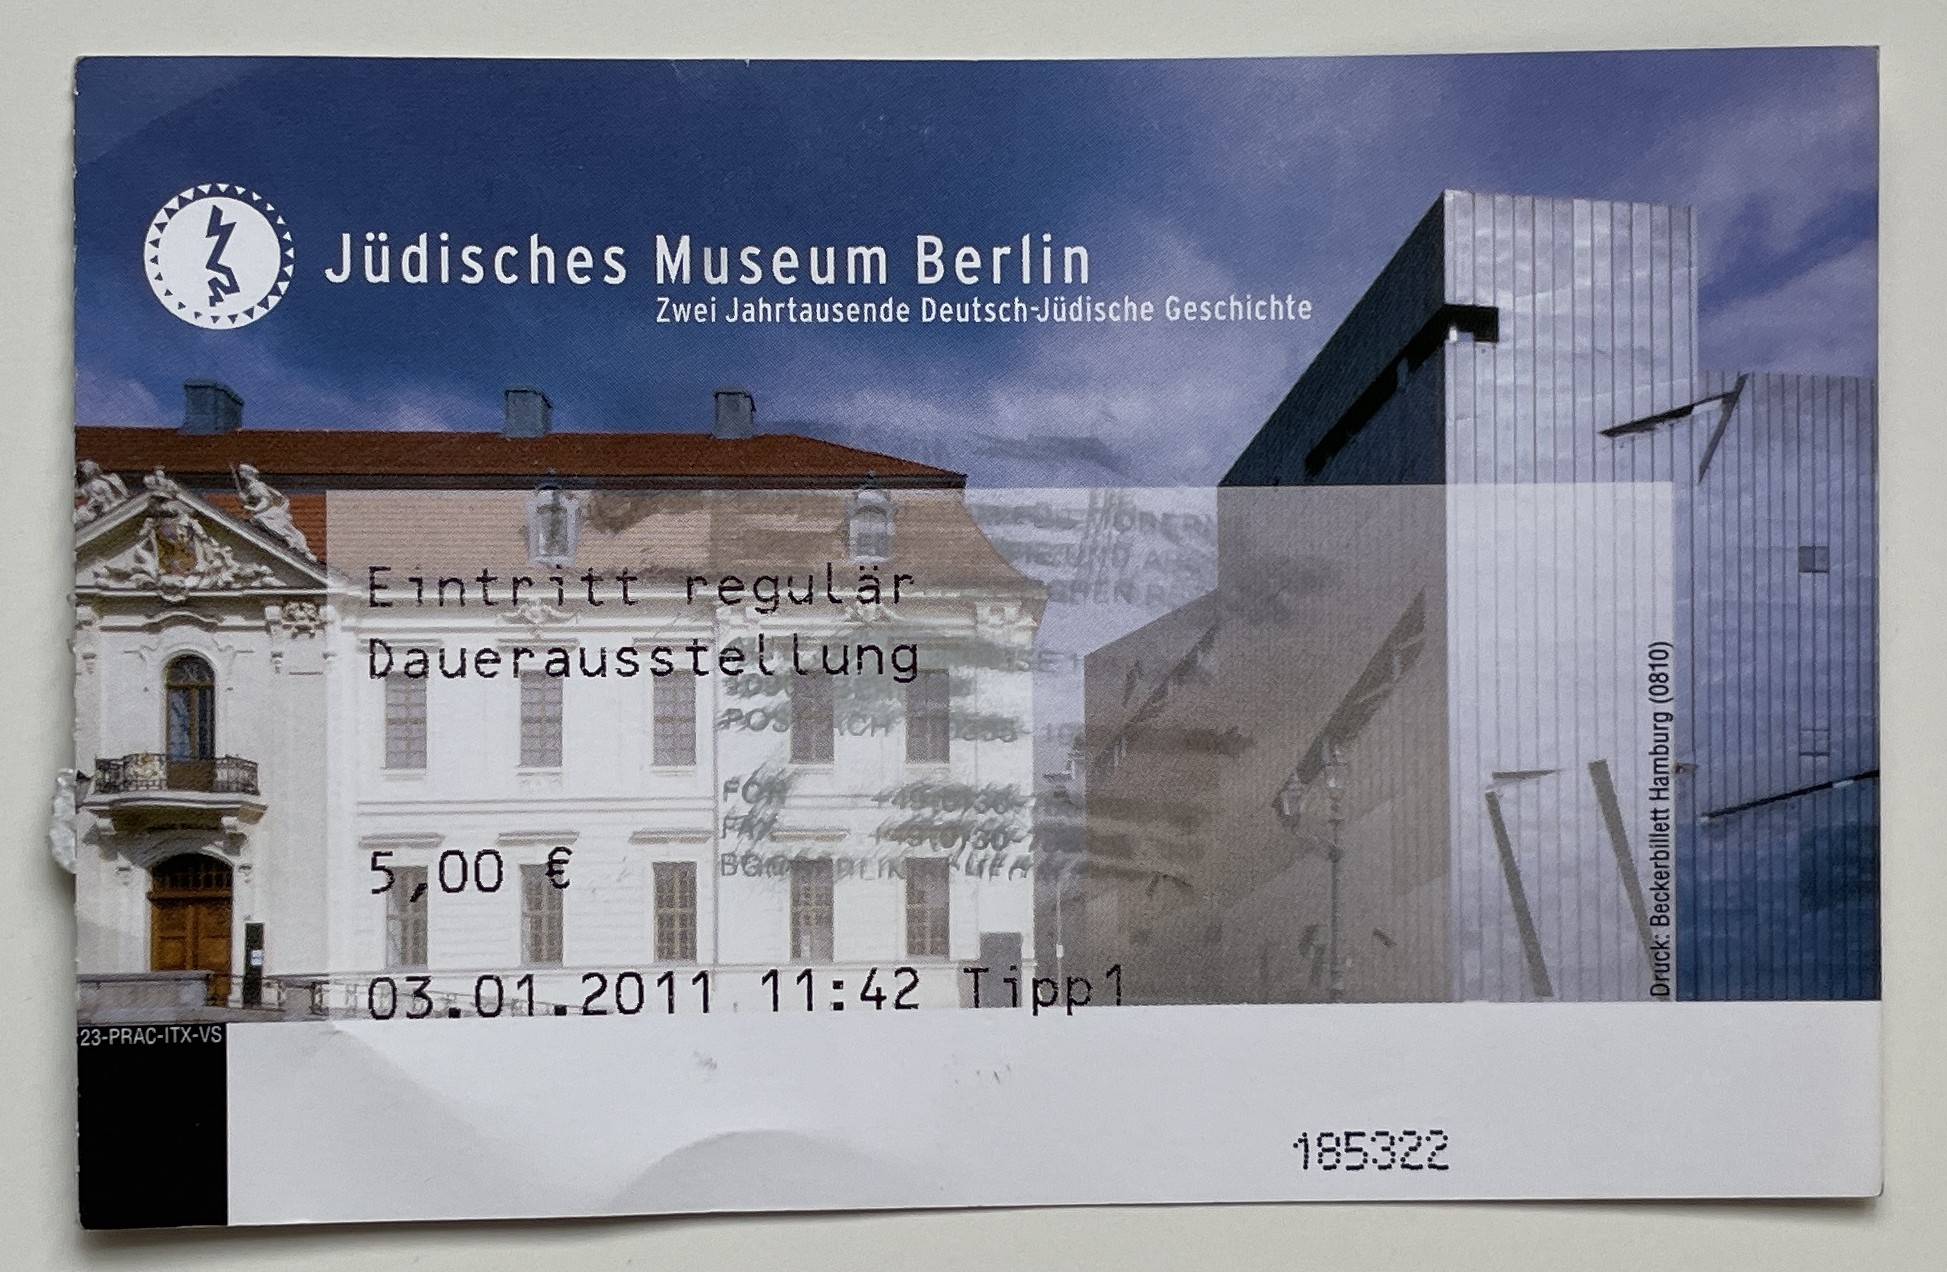 Jüdisches Museum Berlin
Zwei Jahrtausende Deutsch-Jüdische Geschichte
Eintritt regulär
Dauerausstellung
5,00 €
03.01.2011 11:42 Tipp1
Druck: Beckerbillett Hamburg (0810)
23-PRAC-ITX-VS
185322